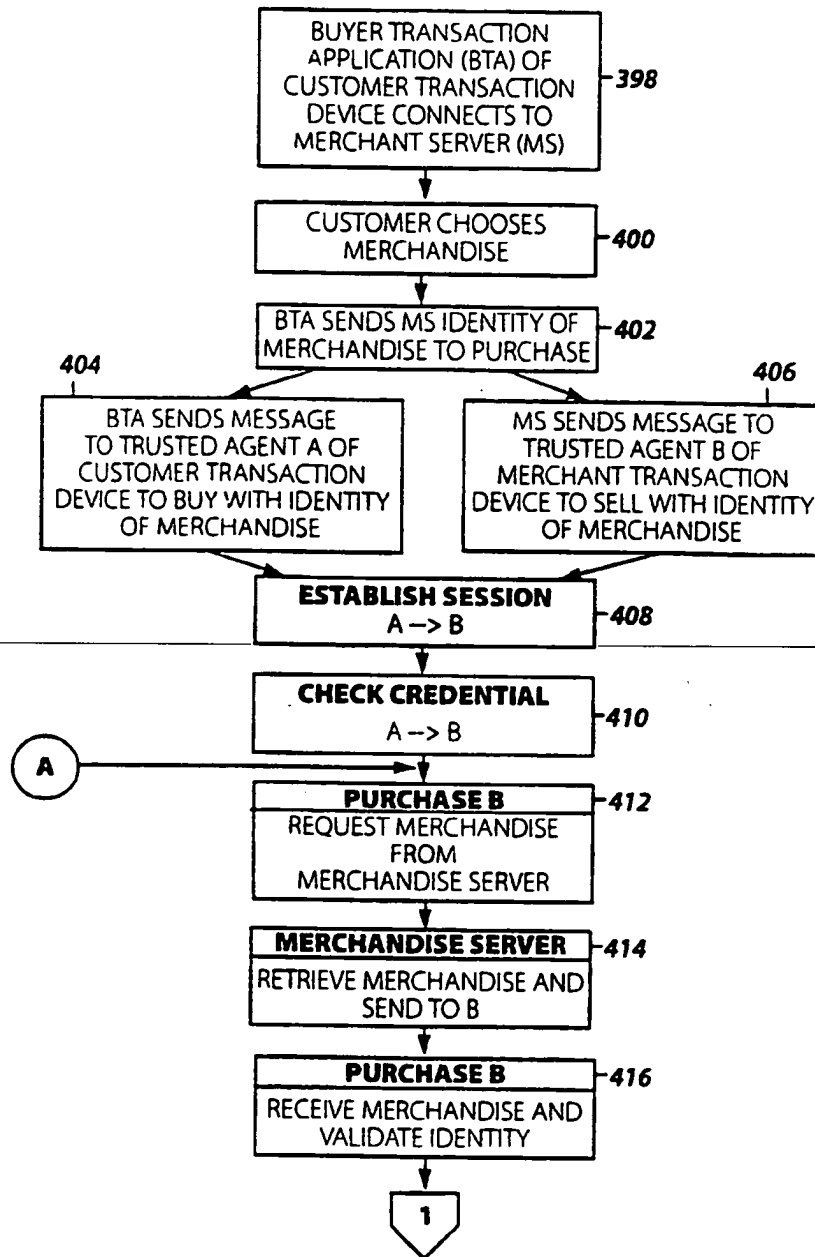 BUYER TRANSACTION
APPLICATION (BTA) OF
CUSTOMER TRANSACTION
DEVICE CONNECTS TO
MERCHANT SERVER (MS)
398
CUSTOMER CHOOSES
MERCHANDISE
400
BTA SENDS MS IDENTITY OF
MERCHANDISE TO PURCHASE
402
404
BTA SENDS MESSAGE
TO TRUSTED AGENT A OF
CUSTOMER TRANSACTION
DEVICE TO BUY WITH IDENTITY
OF MERCHANDISE
406
MS SENDS MESSAGE TO
TRUSTED AGENT B OF
MERCHANT TRANSACTION
DEVICE TO SELL WITH IDENTITY
OF MERCHANDISE
ESTABLISH SESSION
A --> B
408
CHECK CREDENTIAL
A --> B
410
A
PURCHASE B
412
REQUEST MERCHANDISE
FROM
MERCHANDISE SERVER
MERCHANDISE SERVER
414
RETRIEVE MERCHANDISE AND
SEND TO B
PURCHASE B
416
RECEIVE MERCHANDISE AND
VALIDATE IDENTITY
1